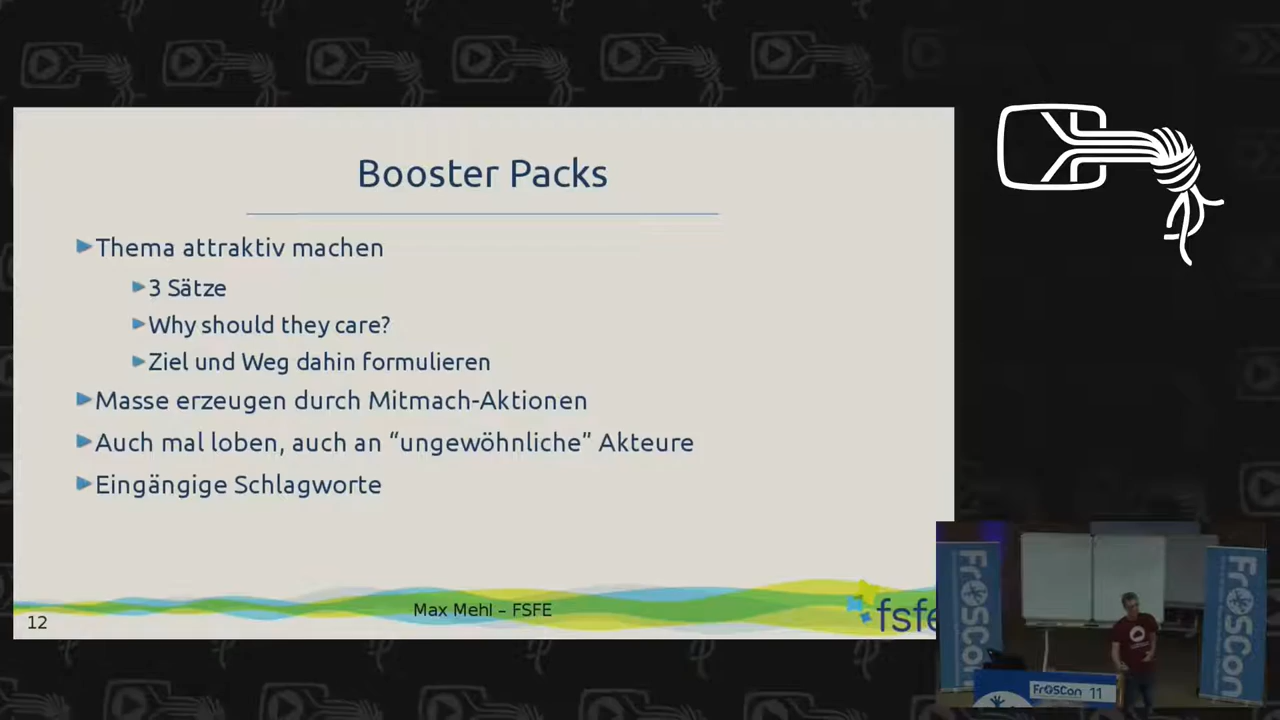 Booster Packs
Thema attraktiv machen
3 Sätze
Why should they care?
Ziel und Weg dahin formulieren
Masse erzeugen durch Mitmach-Aktionen
Auch mal loben, auch an “ungewöhnliche” Akteure
Eingängige Schlagworte
Max Mehl – FSFE
12
fsfe
FrOSCon
FrOSCon
FrOSCon 11